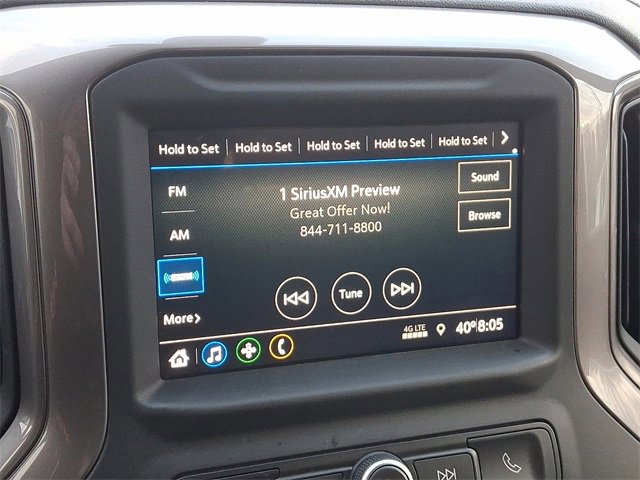 Hold to Set Hold to Set Hold to Set Hold to Set Hold to Set
FM
1 SiriusXM Preview
Sound
Great Offer Now!
Browse
AM
844-711-8800
SXM
Tune
More
4G LTE
40° 8:05